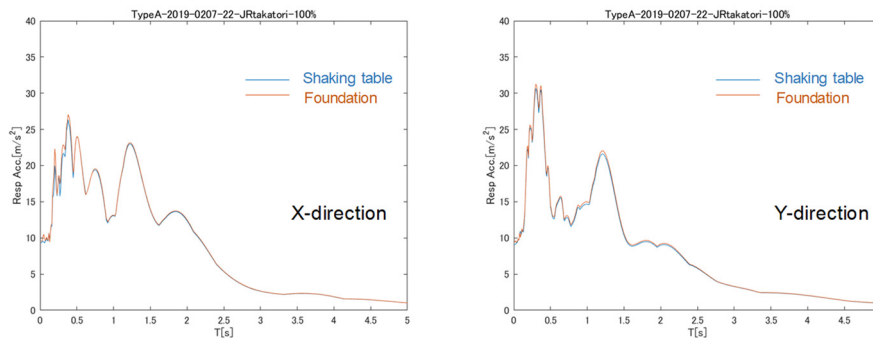 TypeA-2019-0207-22-JRtakatori-100%
40
35
30
25
20
15
10
5
0
Resp Acc.[m/s²]
Shaking table
Foundation
X-direction
0 0.5 1 1.5 2 2.5 3 3.5 4 4.5 5
T[s]
TypeA-2019-0207-22-JRtakatori-100%
40
35
30
25
20
15
10
5
0
Resp Acc.[m/s²]
Shaking table
Foundation
Y-direction
0 0.5 1 1.5 2 2.5 3 3.5 4 4.5
T[s]